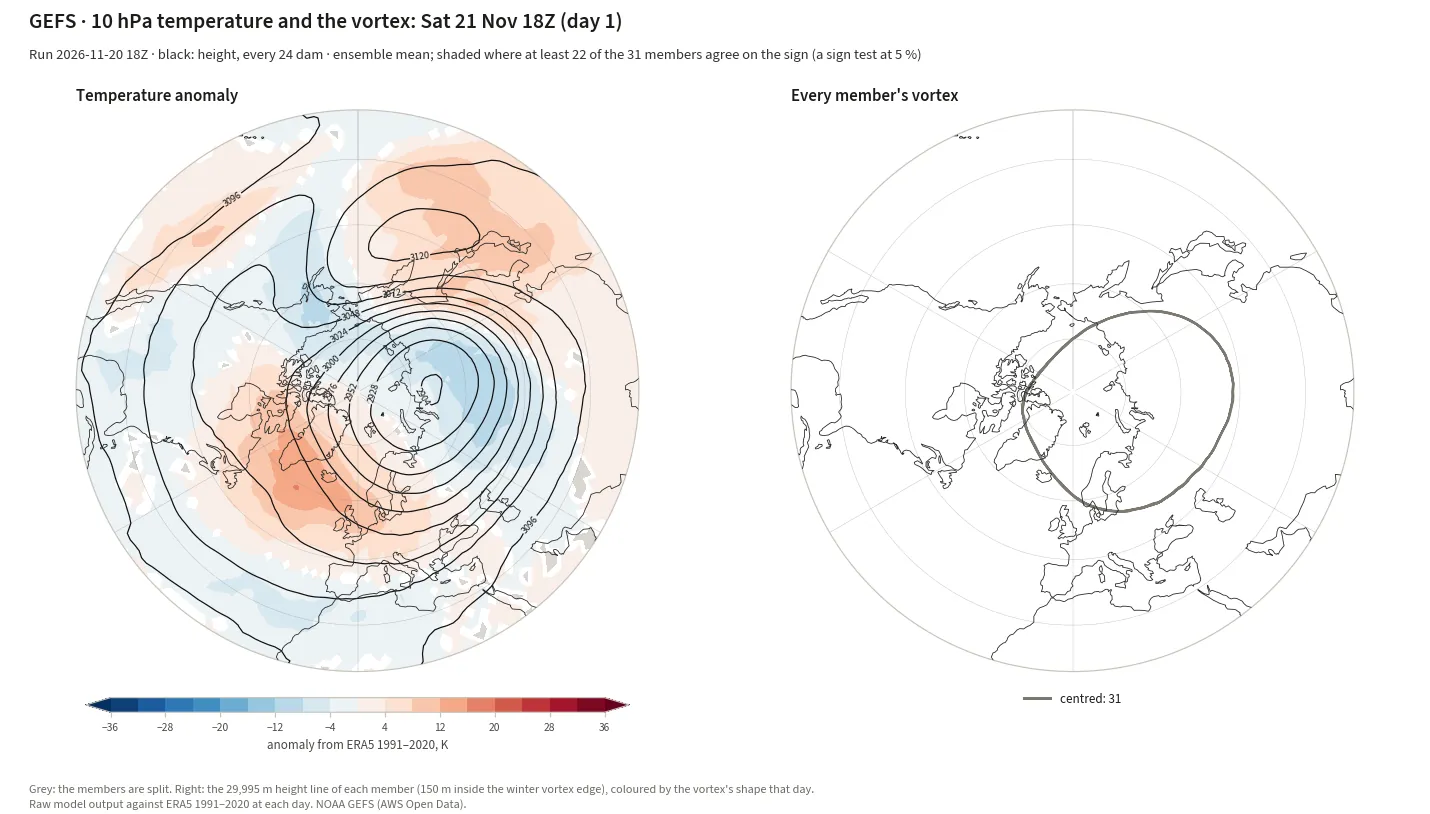 GEFS · 10 hPa temperature and the vortex: Sat 21 Nov 18Z (day 1)
Run 2026-11-20 18Z · black: height, every 24 dam · ensemble mean; shaded where at least 22 of the 31 members agree on the sign (a sign test at 5 %)
Temperature anomaly
Every member's vortex
3096
3120
3072
3048
3024
3000
2976
2952
2928
3096
centred: 31
−36 −28 −20 −12 −4 4 12 20 28 36
anomaly from ERA5 1991–2020, K
Grey: the members are split. Right: the 29,995 m height line of each member (150 m inside the winter vortex edge), coloured by the vortex's shape that day.
Raw model output against ERA5 1991–2020 at each day. NOAA GEFS (AWS Open Data).